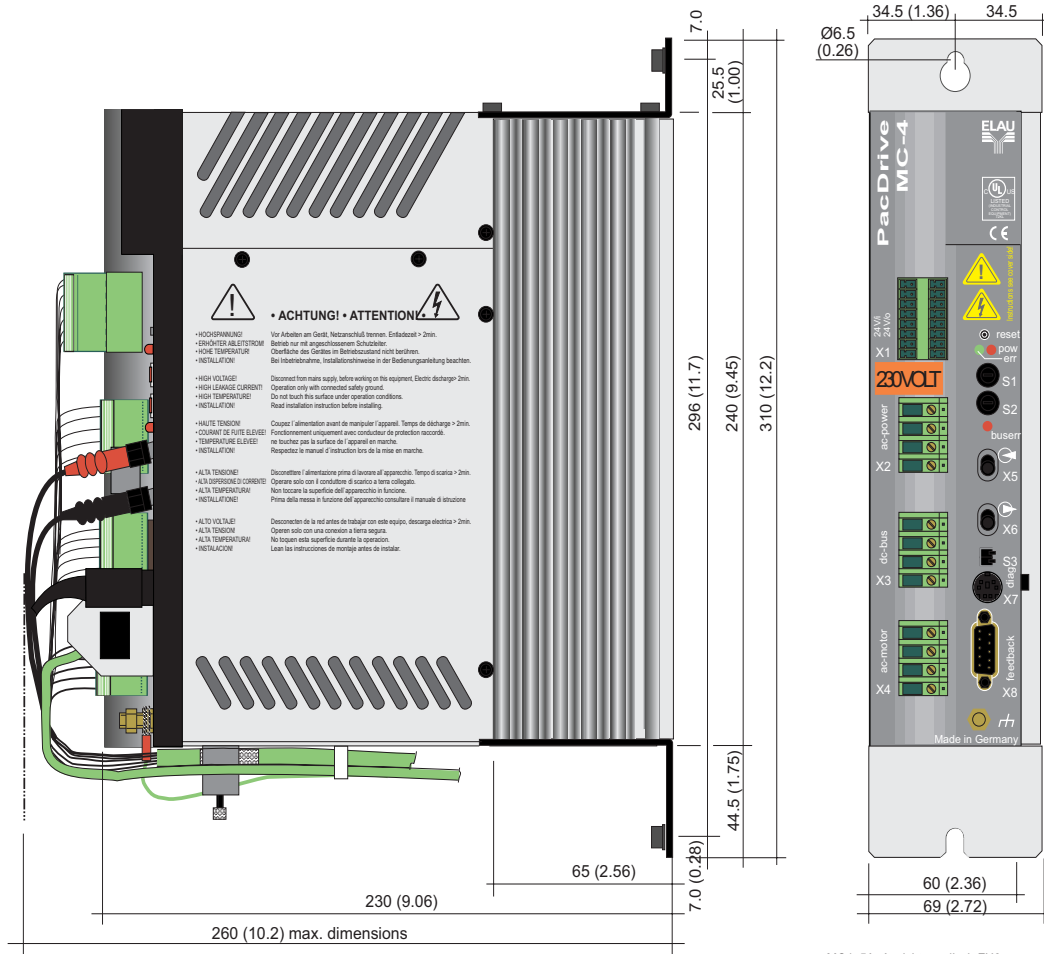 7.0
25.5
(1.00)
296 (11.7)
240 (9.45)
310 (12.2)
44.5 (1.75)
7.0 (0.28)
65 (2.56)
230 (9.06)
260 (10.2) max. dimensions
• ACHTUNG! • ATTENTION!
• HOCHSPANNUNG! Vor Arbeiten am Gerät, Netzanschluß trennen. Entladezeit > 2min.
• ERHÖHTER ABLEITSTROM! Betrieb nur mit angeschlossenem Schutzleiter.
• HOHE TEMPERATUR! Oberfläche des Gerätes im Betriebszustand nicht berühren.
• INSTALLATION! Bei Inbetriebnahme, Installationshinweise in der Bedienungsanleitung beachten.
• HIGH VOLTAGE! Disconnect from mains supply, before working on this equipment, Electric discharge> 2min.
• HIGH LEAKAGE CURRENT! Operation only with connected safety ground.
• HIGH TEMPERATURE! Do not touch this surface under operation conditions.
• INSTALLATION! Read installation instruction before installing.
• HAUTE TENSION! Coupez l´alimentation avant de manipuler l´appareil. Temps de décharge > 2min.
• COURANT DE FUITE ELEVEE! Fonctionnement uniquement avec conducteur de protection raccordé.
• TEMPERATURE ELEVEE! ne touchez pas la surface de l´appareil en marche.
• INSTALLATION! Respectez le manuel d´instruction lors de la mise en marche.
• ALTA TENSIONE! Disconettere l´alimentazione prima di lavorare all´apparecchio. Tempo di scarica > 2min.
• ALTA DISPERSIONE DI CORRENTE! Operare solo con il conduttore di scarico a terra collegato.
• ALTA TEMPERATURA! Non toccare la superficie dell´apparecchio in funzione.
• INSTALLATIONE! Prima della messa in funzione dell´apparecchio consultare il manuale di istruzione
• ALTO VOLTAJE! Desconecten de la red antes de trabajar con este equipo, descarga electrica > 2min.
• ALTA TENSION! Operen solo con una conexion a tierra segura.
• ALTA TEMPERATURA! No toquen esta superficie durante la operacion.
• INSTALACION! Lean las instrucciones de montaje antes de instalar.
34.5 (1.36)
34.5
Ø6.5
(0.26)
PacDrive
MC-4
ELAU
C UL US
LISTED
CE
Instructions see cover side!
24 V/i
24 V/o
X1
reset
pow
err
230VOLT
S1
S2
ac-power
buserr
X2
X5
X6
dc-bus
S3
X3
diag
X7
ac-motor
feedback
X4
X8
Made in Germany
60 (2.36)
69 (2.72)